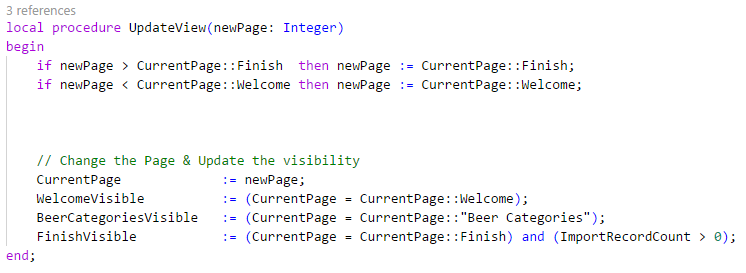 3 references
local procedure UpdateView(newPage: Integer)
begin
    if newPage > CurrentPage::Finish  then newPage := CurrentPage::Finish;
    if newPage < CurrentPage::Welcome then newPage := CurrentPage::Welcome;
    // Change the Page & Update the visibility
    CurrentPage             := newPage;
    WelcomeVisible          := (CurrentPage = CurrentPage::Welcome);
    BeerCategoriesVisible   := (CurrentPage = CurrentPage::"Beer Categories");
    FinishVisible           := (CurrentPage = CurrentPage::Finish) and (ImportRecordCount > 0);
end;